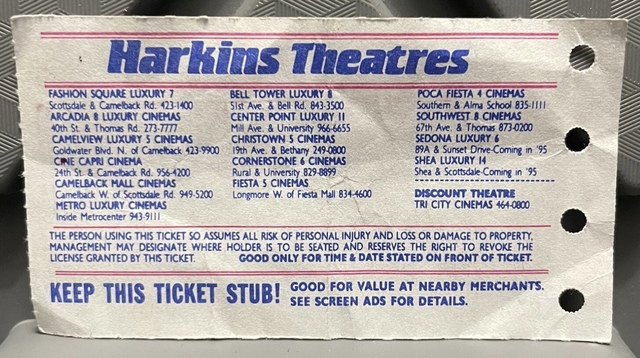 Harkins Theatres
FASHION SQUARE LUXURY 7
Scottsdale & Camelback Rd. 423-1400
ARCADIA 8 LUXURY CINEMAS
40th St. & Thomas Rd. 273-7777
CAMELVIEW LUXURY 5 CINEMAS
Goldwater Blvd. N. of Camelback 423-9900
CINE CAPRI CINEMA
24th St. & Camelback Rd. 956-4200
CAMELBACK MALL CINEMAS
Camelback W. of Scottsdale Rd. 949-5200
METRO LUXURY CINEMAS
Inside Metrocenter 943-9111
BELL TOWER LUXURY 8
51st Ave. & Bell Rd. 843-3500
CENTER POINT LUXURY 11
Mill Ave. & University 966-6655
CHRISTOWN 5 CINEMAS
19th Ave. & Bethany 249-0800
CORNERSTONE 6 CINEMAS
Rural & University 829-8899
FIESTA 5 CINEMAS
Longmore W. of Fiesta Mall 834-4600
POCA FIESTA 4 CINEMAS
Southern & Alma School 835-1111
SOUTHWEST 8 CINEMAS
67th Ave. & Thomas 873-0200
SEDONA LUXURY 6
89A & Sunset Drive-Coming in '95
SHEA LUXURY 14
Shea & Scottsdale-Coming in '95
DISCOUNT THEATRE
TRI CITY CINEMAS 464-0800
THE PERSON USING THIS TICKET SO ASSUMES ALL RISK OF PERSONAL INJURY AND LOSS OR DAMAGE TO PROPERTY.
MANAGEMENT MAY DESIGNATE WHERE HOLDER IS TO BE SEATED AND RESERVES THE RIGHT TO REVOKE THE
LICENSE GRANTED BY THIS TICKET. GOOD ONLY FOR TIME & DATE STATED ON FRONT OF TICKET.
KEEP THIS TICKET STUB! GOOD FOR VALUE AT NEARBY MERCHANTS.
SEE SCREEN ADS FOR DETAILS.